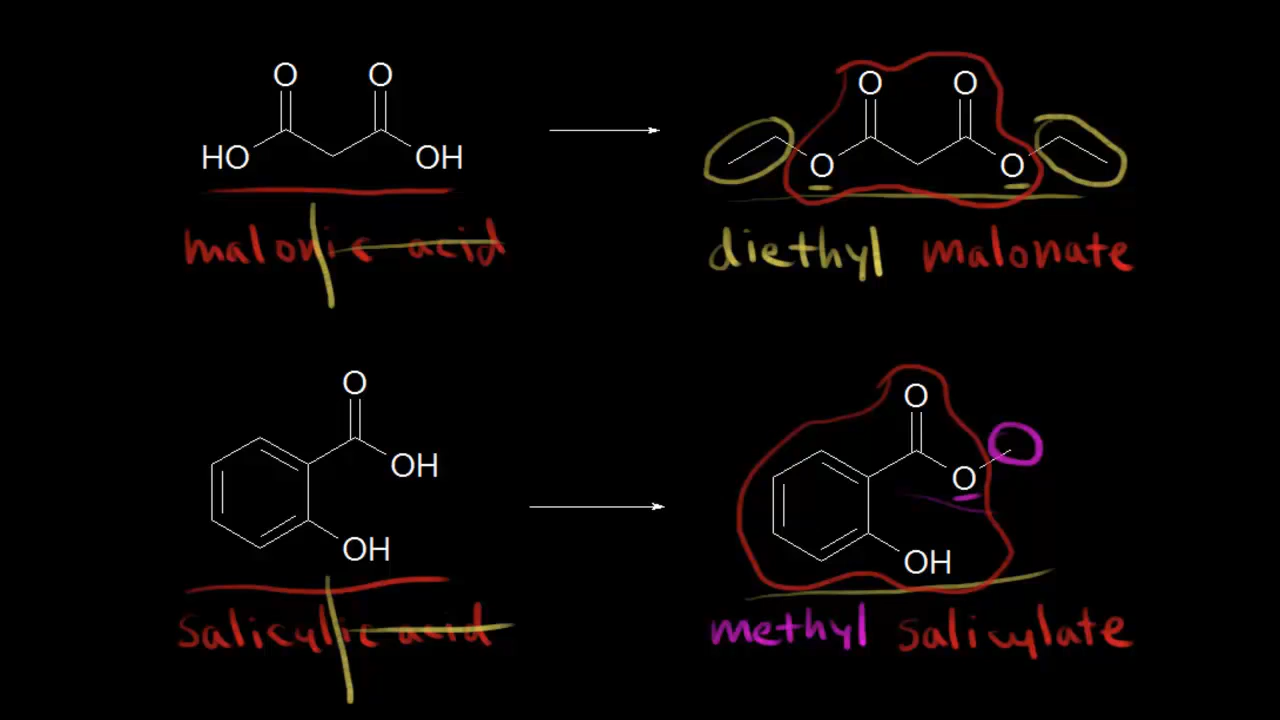 O O O O
HO OH O O
malonic acid diethyl malonate
O O
OH O
OH OH
salicylic acid methyl salicylate